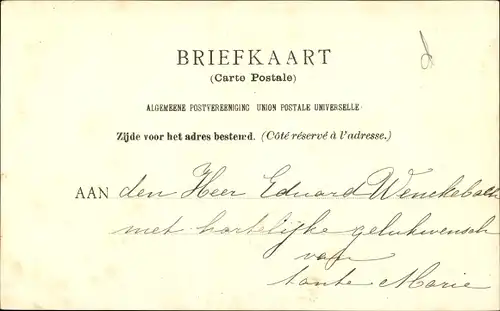 BRIEFKAART
(Carte Postale)
ALGEMEENE POSTVEREENIGING UNION POSTALE UNIVERSELLE
Zijde voor het adres bestemd. (Côté réservé à l'adresse.)
AAN den Heer Eduard Wenckebach
met hartelijke gelukwensch
van
tante Marie